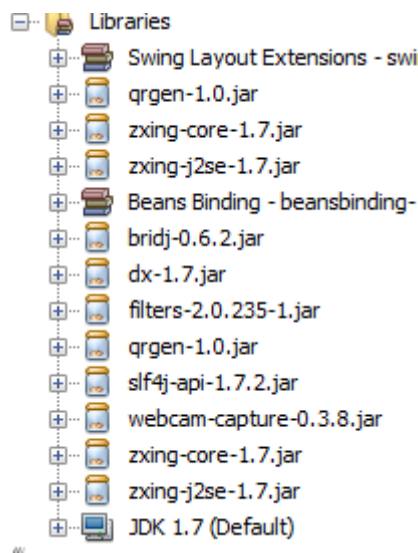 Libraries
Swing Layout Extensions - swi
qrgen-1.0.jar
zxing-core-1.7.jar
zxing-j2se-1.7.jar
Beans Binding - beansbinding-
bridj-0.6.2.jar
dx-1.7.jar
filters-2.0.235-1.jar
qrgen-1.0.jar
slf4j-api-1.7.2.jar
webcam-capture-0.3.8.jar
zxing-core-1.7.jar
zxing-j2se-1.7.jar
JDK 1.7 (Default)